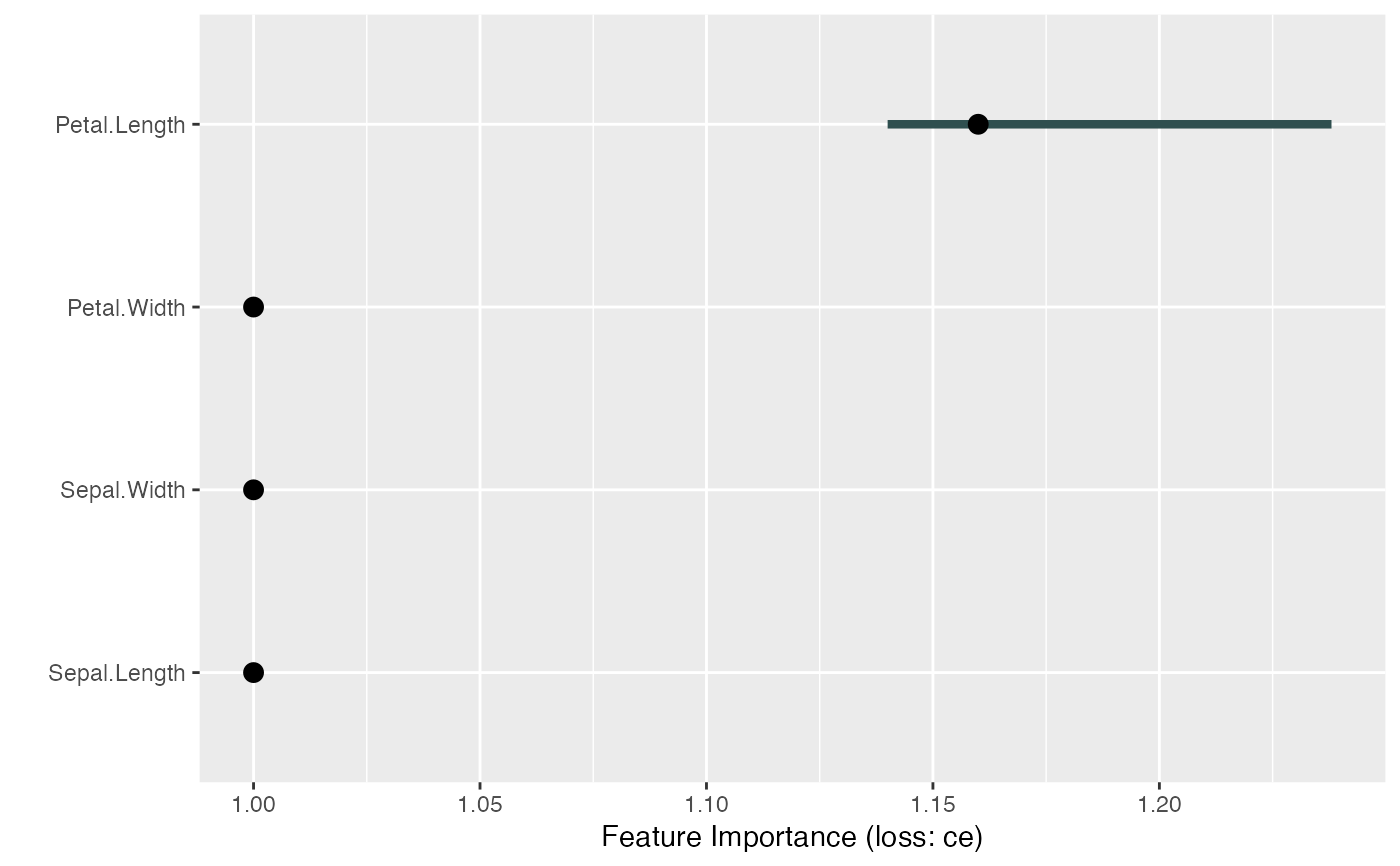 Petal.Length
Petal.Width
Sepal.Width
Sepal.Length
1.00 1.05 1.10 1.15 1.20
Feature Importance (loss: ce)